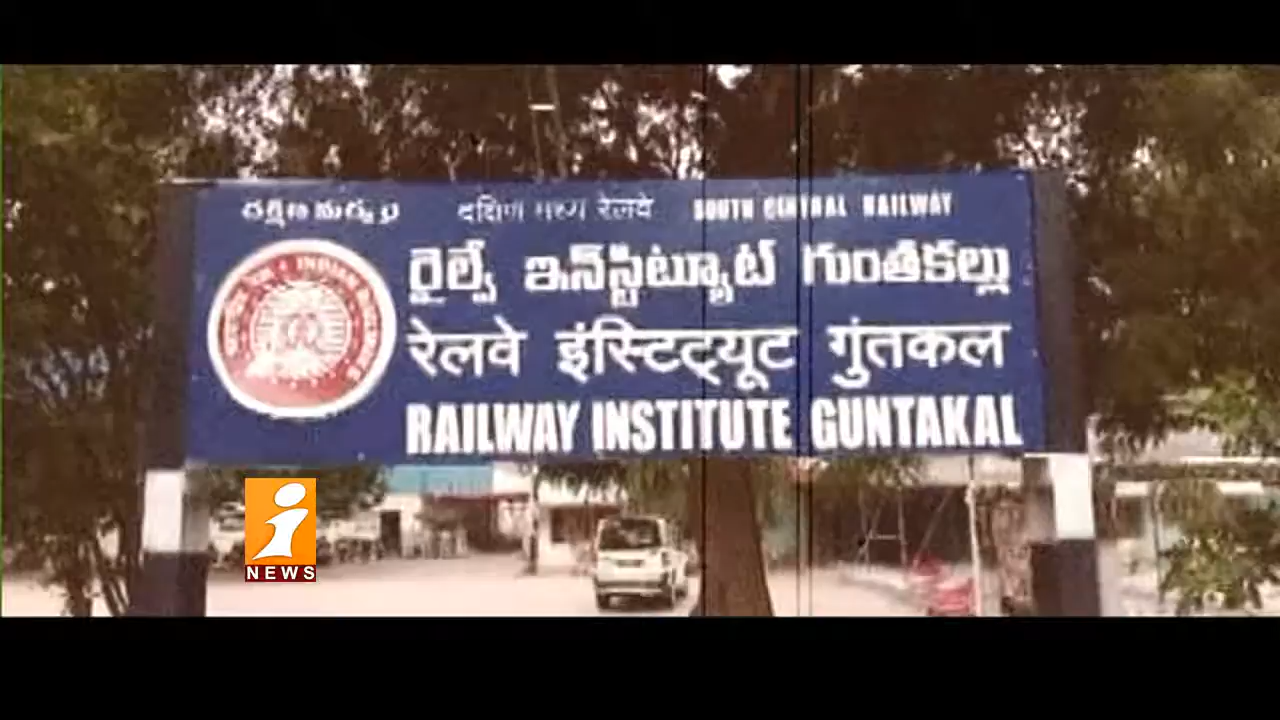 దక్షిణ మధ్య రైల్వే दक्षिण मध्य रेलवे SOUTH CENTRAL RAILWAY
రైల్వే ఇన్‌స్టిట్యూట్ గుంతకల్లు
रेलवे इंस्टिट्यूट गुंतकल
RAILWAY INSTITUTE GUNTAKAL
i
NEWS